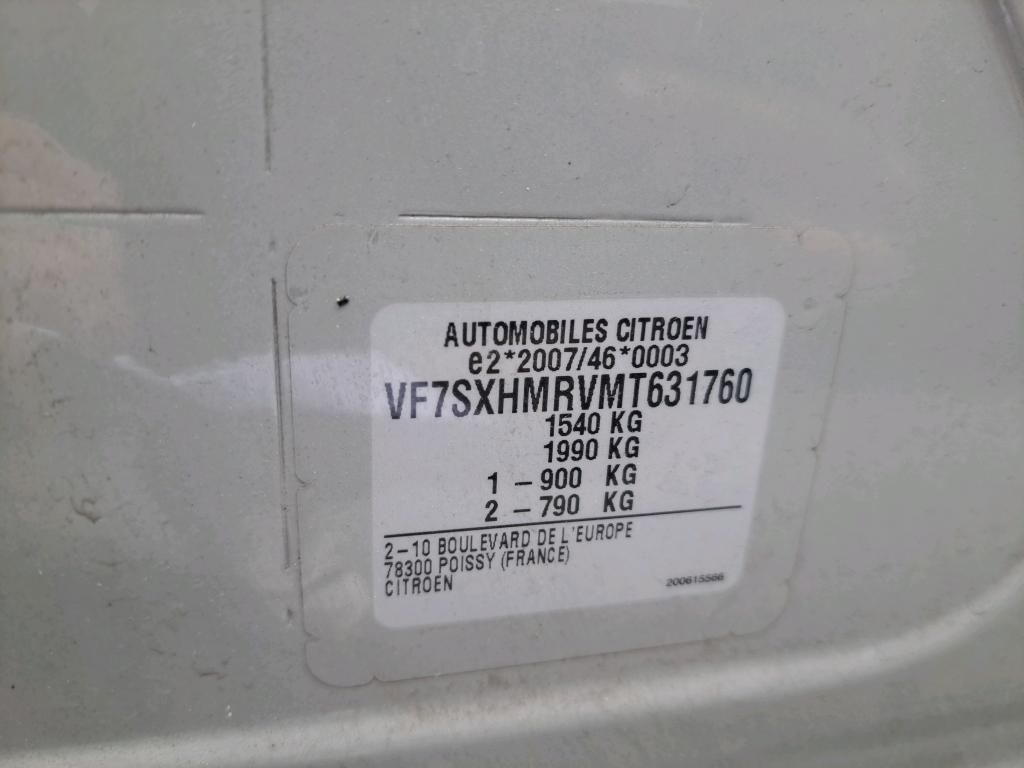 AUTOMOBILES CITROEN
e2*2007/46*0003
VF7SXHMRVMT631760
1540 KG
1990 KG
1 - 900 KG
2 - 790 KG
2-10 BOULEVARD DE L'EUROPE
78300 POISSY (FRANCE)
CITROEN
200615566